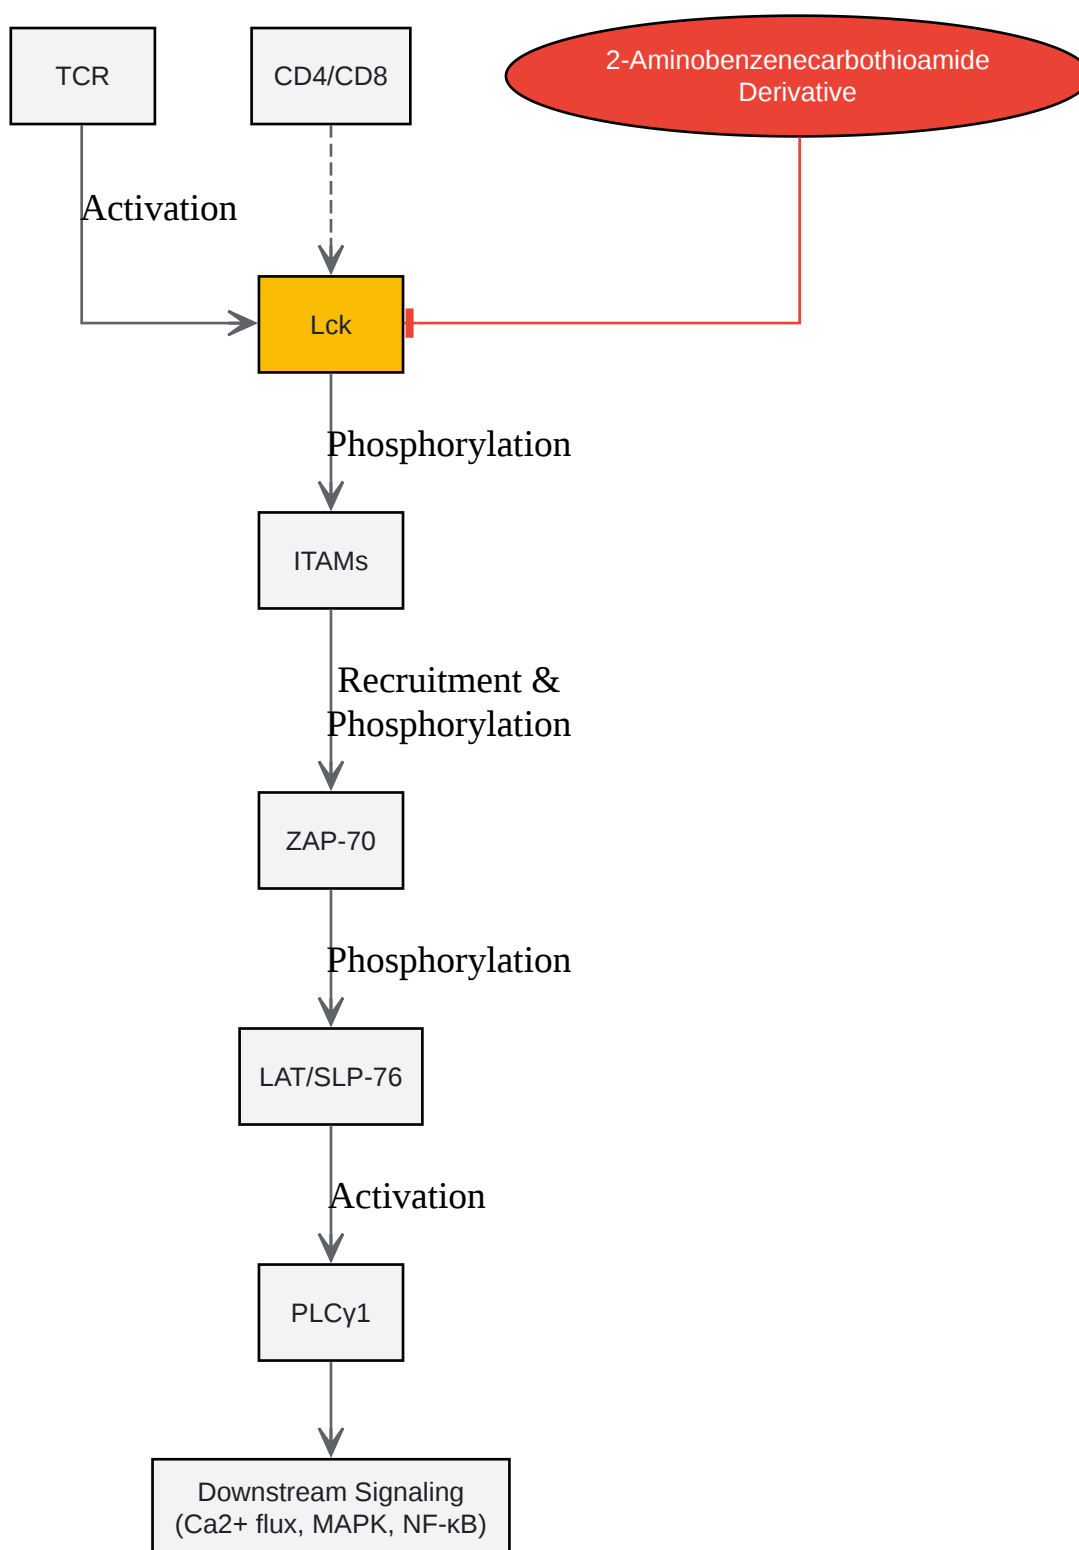 TCR
CD4/CD8
2-Aminobenzenecarbothioamide
Derivative
Activation
Lck
Phosphorylation
ITAMs
Recruitment &
Phosphorylation
ZAP-70
Phosphorylation
LAT/SLP-76
Activation
PLCγ1
Downstream Signaling
(Ca2+ flux, MAPK, NF-κB)